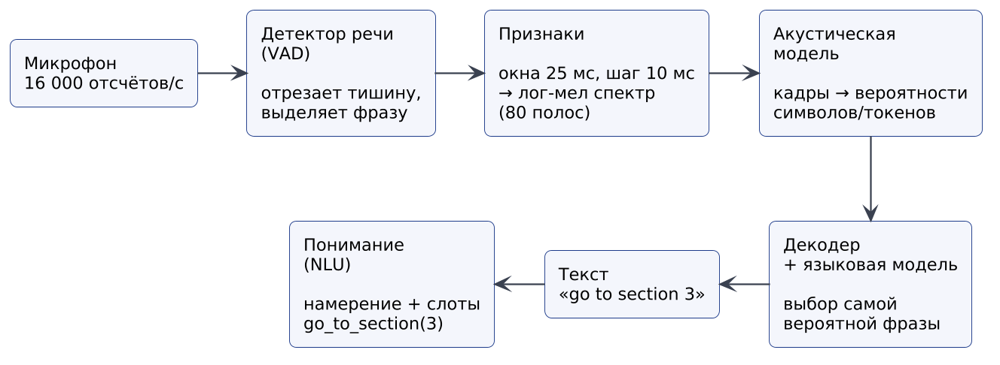 Микрофон
16 000 отсчётов/с
Детектор речи
(VAD)
отрезает тишину,
выделяет фразу
Признаки
окна 25 мс, шаг 10 мс
→ лог-мел спектр
(80 полос)
Акустическая
модель
кадры → вероятности
символов/токенов
Декодер
+ языковая модель
выбор самой
вероятной фразы
Текст
«go to section 3»
Понимание
(NLU)
намерение + слоты
go_to_section(3)